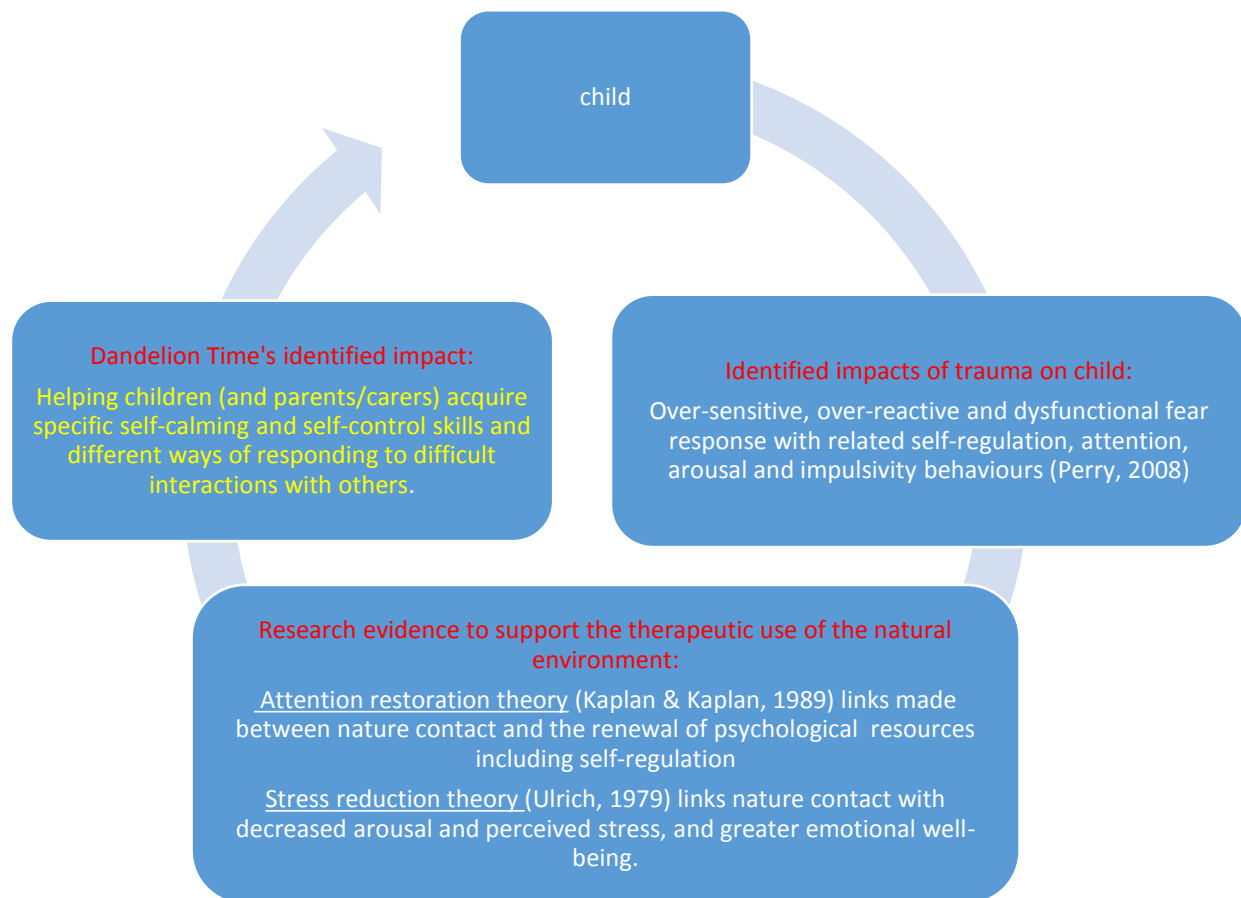 child
Dandelion Time's identified impact:
Helping children (and parents/carers) acquire
specific self-calming and self-control skills and
different ways of responding to difficult
interactions with others.
Identified impacts of trauma on child:
Over-sensitive, over-reactive and dysfunctional fear
response with related self-regulation, attention,
arousal and impulsivity behaviours (Perry, 2008)
Research evidence to support the therapeutic use of the natural
environment:
Attention restoration theory (Kaplan & Kaplan, 1989) links made
between nature contact and the renewal of psychological resources
including self-regulation
Stress reduction theory (Ulrich, 1979) links nature contact with
decreased arousal and perceived stress, and greater emotional well-
being.